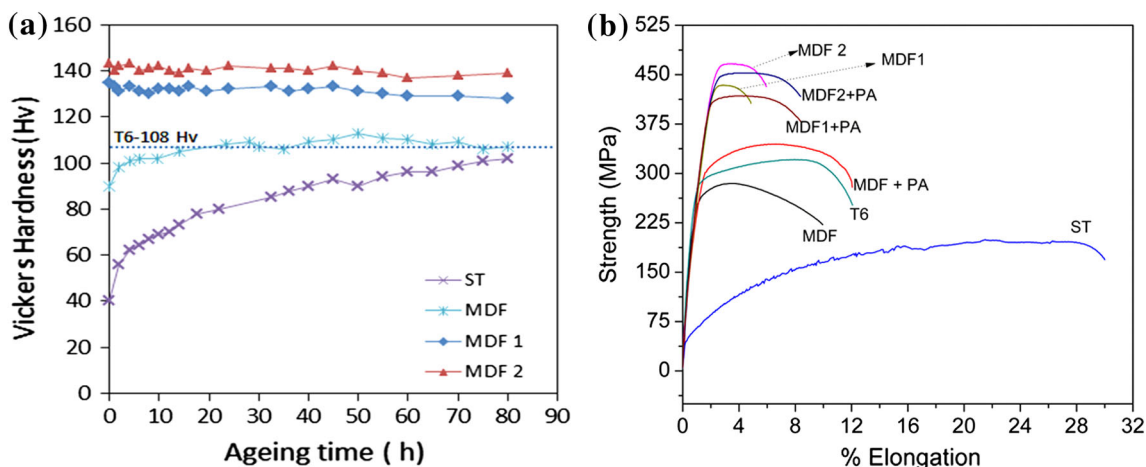 (a)
Vickers Hardness (Hv)
160
140
120
100
80
60
40
20
0
T6-108 Hv
ST
MDF
MDF 1
MDF 2
0 10 20 30 40 50 60 70 80 90
Ageing time ( h)
(b)
Strength (MPa)
525
450
375
300
225
150
75
0
MDF 2
MDF1
MDF2+PA
MDF1+PA
MDF + PA
T6
MDF
ST
0 4 8 12 16 20 24 28 32
% Elongation